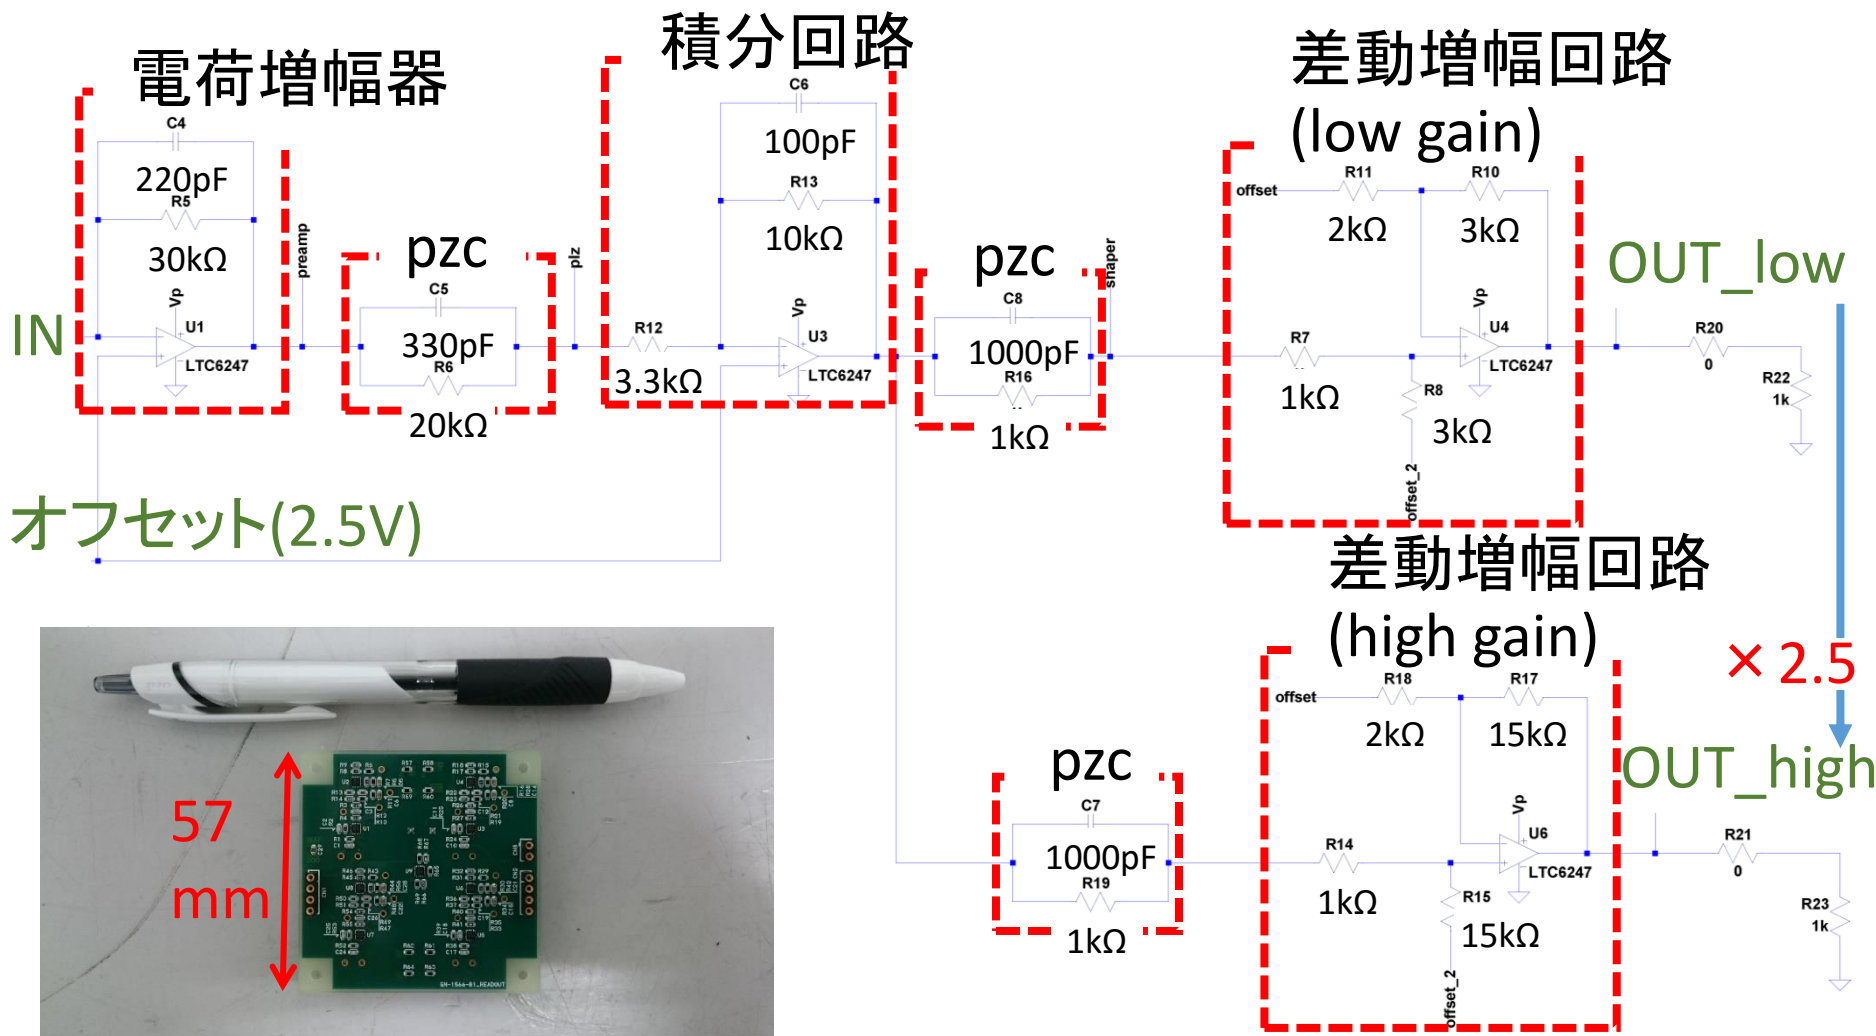 電荷増幅器
積分回路
差動増幅回路
(low gain)
C4
220pF
R5
30kΩ
Vp
U1
LTC6247
IN
preamp
pzc
C5
330pF
R6
20kΩ
plz
C6
100pF
R13
10kΩ
R12
3.3kΩ
Vp
U3
LTC6247
pzc
C8
1000pF
R16
1kΩ
shaper
offset
R11
2kΩ
R10
3kΩ
R7
1kΩ
Vp
U4
LTC6247
R8
3kΩ
offset_2
OUT_low
R20
0
R22
1k
オフセット(2.5V)
差動増幅回路
(high gain)
× 2.5
offset
R18
2kΩ
R17
15kΩ
OUT_high
pzc
C7
1000pF
R19
1kΩ
R14
1kΩ
Vp
U6
LTC6247
R15
15kΩ
offset_2
R21
0
R23
1k
57
mm